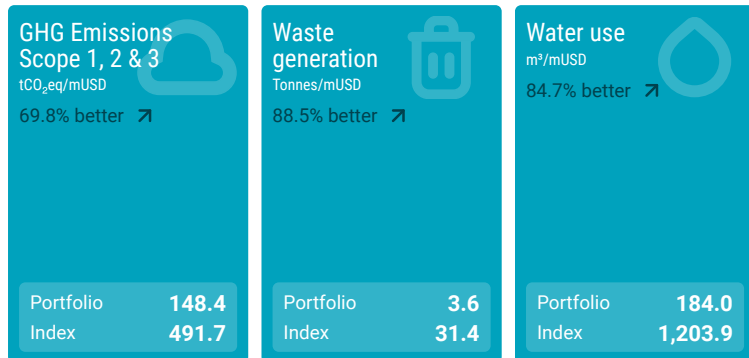 GHG Emissions
Scope 1, 2 & 3
tCO₂eq/mUSD
69.8% better
Portfolio 148.4
Index 491.7
Waste
generation
Tonnes/mUSD
88.5% better
Portfolio 3.6
Index 31.4
Water use
m³/mUSD
84.7% better
Portfolio 184.0
Index 1,203.9